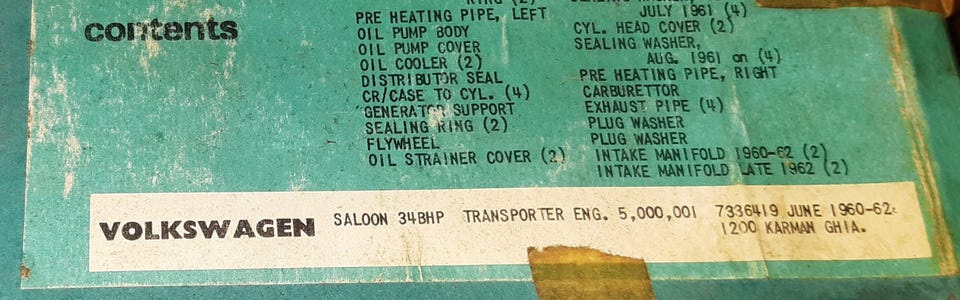 contents
RING (2)
PRE HEATING PIPE, LEFT
OIL PUMP BODY
OIL PUMP COVER
OIL COOLER (2)
DISTRIBUTOR SEAL
CR/CASE TO CYL. (4)
GENERATOR SUPPORT
SEALING RING (2)
FLYWHEEL
OIL STRAINER COVER (2)
JULY 1961 (4)
CYL. HEAD COVER (2)
SEALING WASHER,
AUG. 1961 on (4)
PRE HEATING PIPE, RIGHT
CARBURETTOR
EXHAUST PIPE (4)
PLUG WASHER
PLUG WASHER
INTAKE MANIFOLD 1960-62 (2)
INTAKE MANIFOLD LATE 1962 (2)
VOLKSWAGEN SALOON 34BHP TRANSPORTER ENG. 5,000,001 7336419 JUNE 1960-62
1200 KARMAN GHIA.